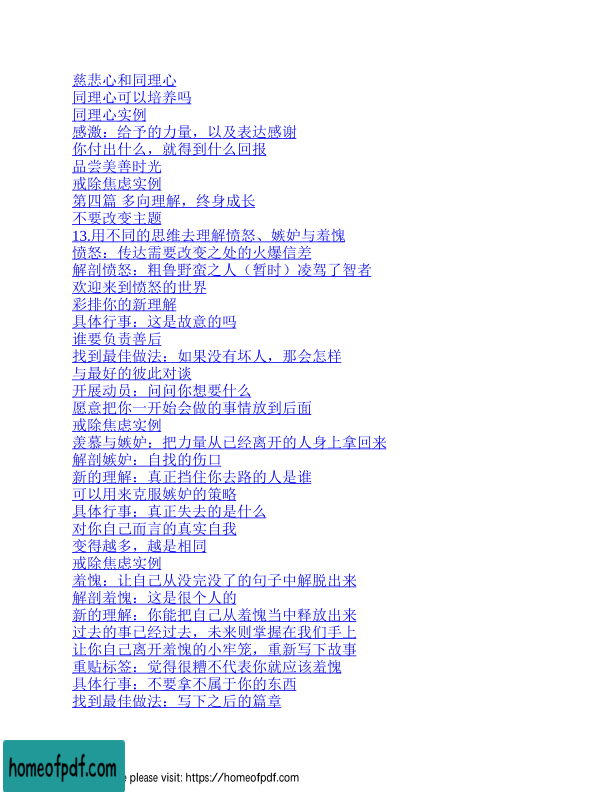 慈悲心和同理心
同理心可以培养吗
同理心实例
感激：给予的力量，以及表达感谢
你付出什么，就得到什么回报
品尝美善时光
戒除焦虑实例
第四篇 多向理解，终身成长
不要改变主题
13.用不同的思维去理解愤怒、嫉妒与羞愧
愤怒：传达需要改变之处的火爆信差
解剖愤怒：粗鲁野蛮之人（暂时）凌驾了智者
欢迎来到愤怒的世界
彩排你的新理解
具体行事：这是故意的吗
谁要负责善后
找到最佳做法：如果没有坏人，那会怎样
与最好的彼此对谈
开展动员：问问你想要什么
愿意把你一开始会做的事情放到后面
戒除焦虑实例
羡慕与嫉妒：把力量从已经离开的人身上拿回来
解剖嫉妒：自找的伤口
新的理解：真正挡住你去路的人是谁
可以用来克服嫉妒的策略
具体行事：真正失去的是什么
对你自己而言的真实自我
变得越多，越是相同
戒除焦虑实例
羞愧：让自己从没完没了的句子中解脱出来
解剖羞愧：这是很个人的
新的理解：你能把自己从羞愧当中释放出来
过去的事已经过去，未来则掌握在我们手上
让你自己离开羞愧的小牢笼，重新写下故事
重贴标签：觉得很糟不代表你就应该羞愧
具体行事：不要拿不属于你的东西
找到最佳做法：写下之后的篇章
homeofpdf.com
e please visit: https://homeofpdf.com